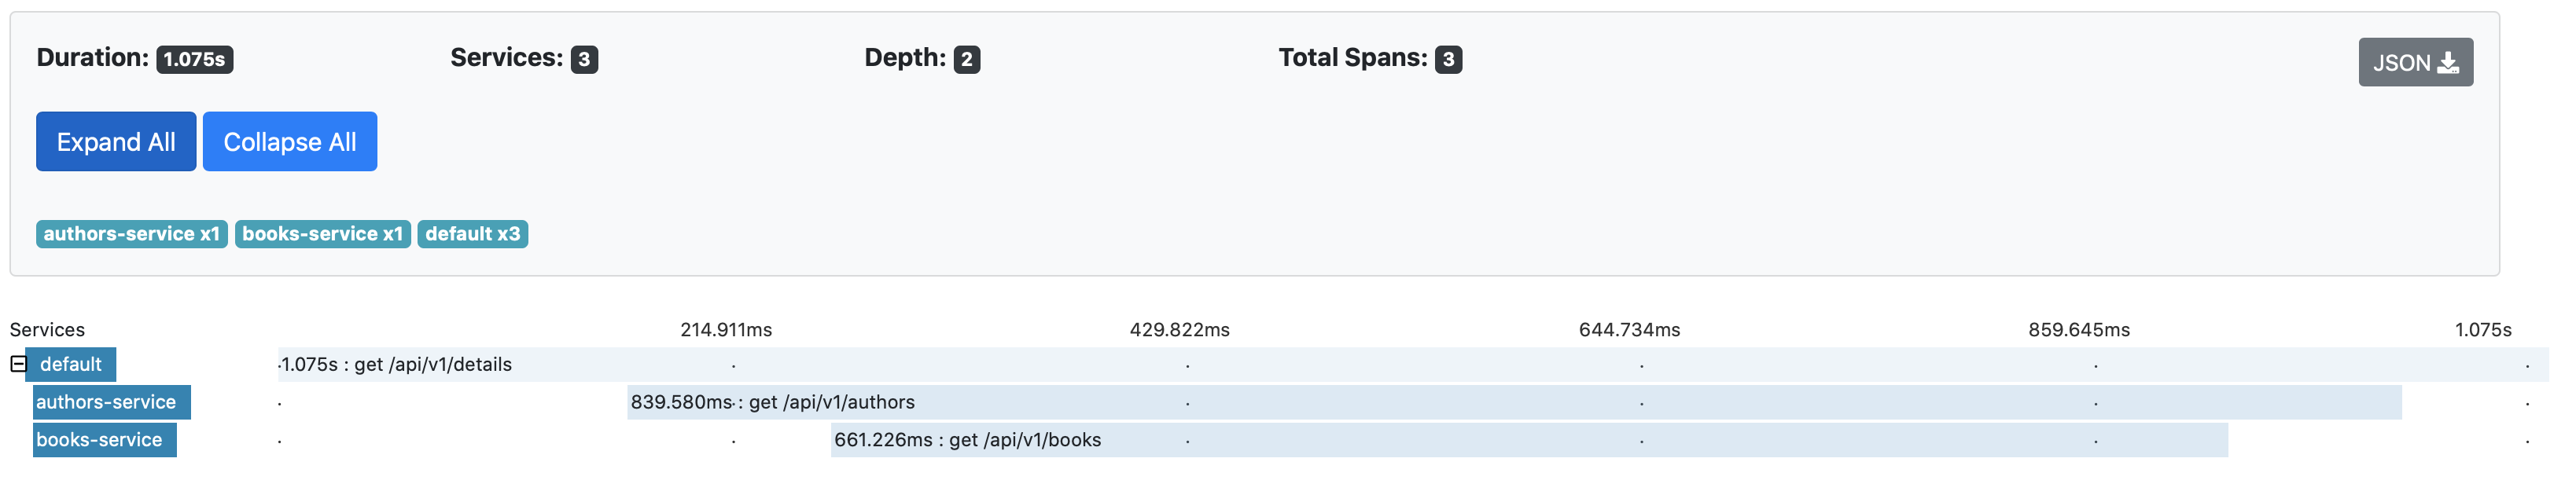 Duration: 1.075s Services: 3 Depth: 2 Total Spans: 3 JSON
Expand All Collapse All
authors-service x1 books-service x1 default x3
Services 214.911ms 429.822ms 644.734ms 859.645ms 1.075s
default 1.075s : get /api/v1/details
authors-service 839.580ms : get /api/v1/authors
books-service 661.226ms : get /api/v1/books